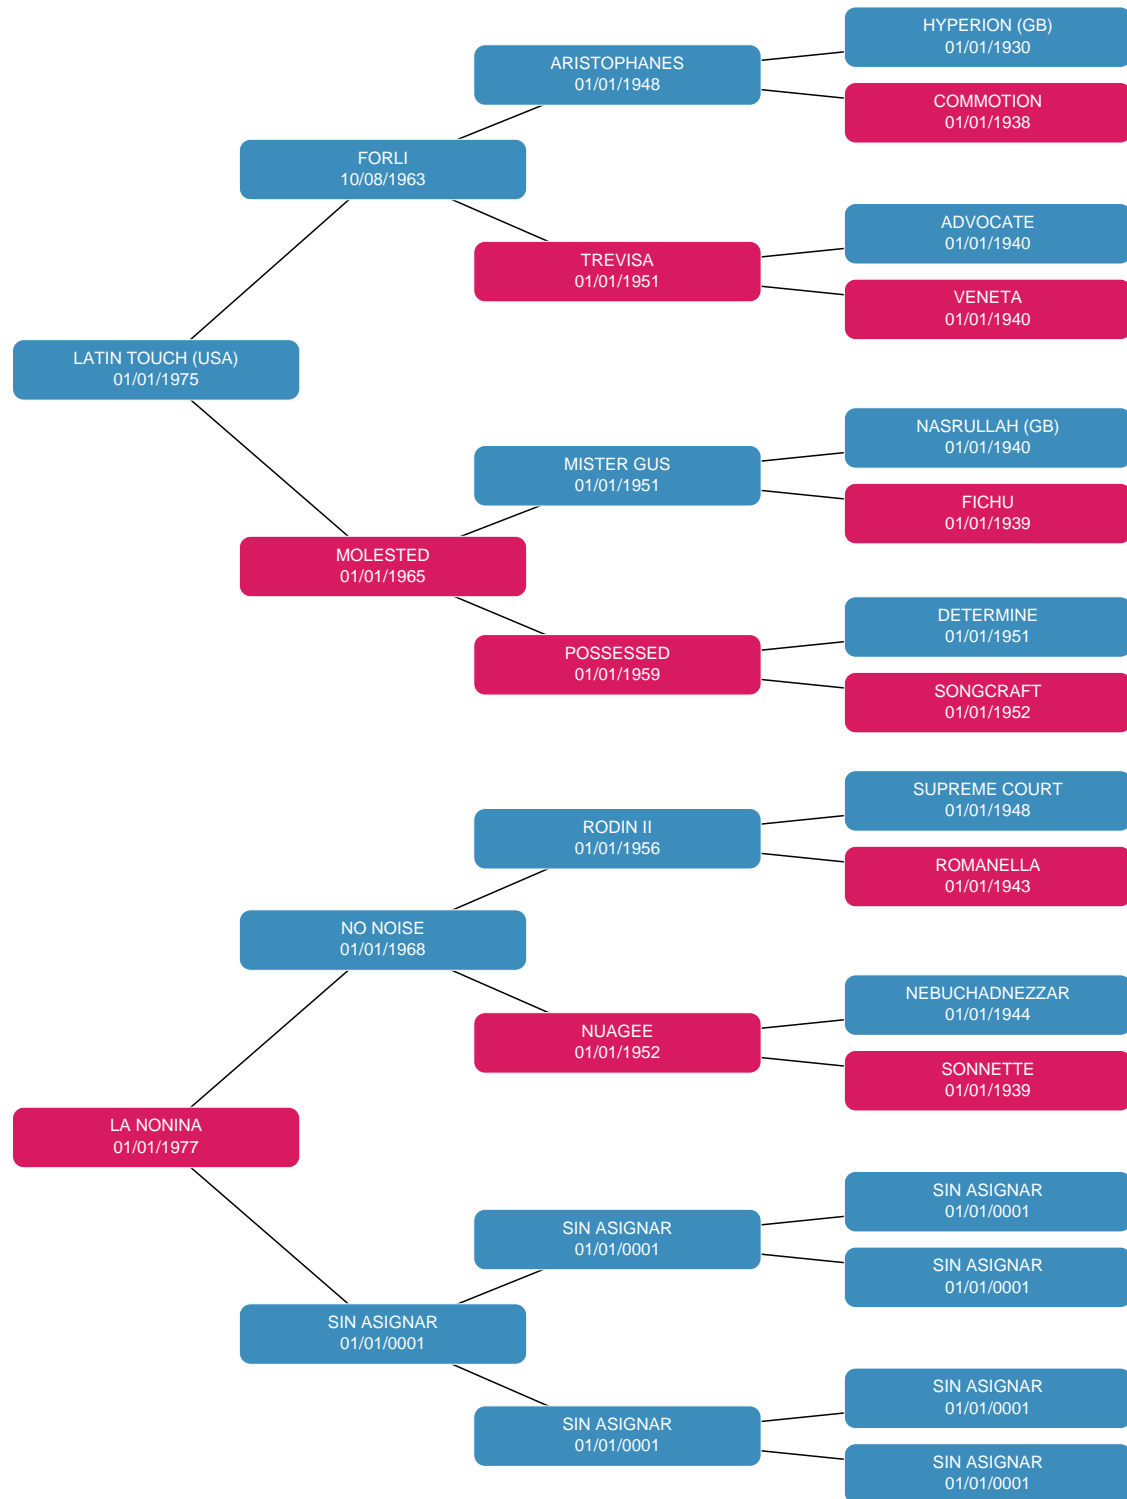 HYPERION (GB)
01/01/1930
ARISTOPHANES
01/01/1948
COMMOTION
01/01/1938
FORLI
10/08/1963
ADVOCATE
01/01/1940
TREVISA
01/01/1951
VENETA
01/01/1940
LATIN TOUCH (USA)
01/01/1975
NASRULLAH (GB)
01/01/1940
MISTER GUS
01/01/1951
FICHU
01/01/1939
MOLESTED
01/01/1965
DETERMINE
01/01/1951
POSSESSED
01/01/1959
SONGCRAFT
01/01/1952
SUPREME COURT
01/01/1948
RODIN II
01/01/1956
ROMANELLA
01/01/1943
NO NOISE
01/01/1968
NEBUCHADNEZZAR
01/01/1944
NUAGEE
01/01/1952
SONNETTE
01/01/1939
LA NONINA
01/01/1977
SIN ASIGNAR
01/01/0001
SIN ASIGNAR
01/01/0001
SIN ASIGNAR
01/01/0001
SIN ASIGNAR
01/01/0001
SIN ASIGNAR
01/01/0001
SIN ASIGNAR
01/01/0001
SIN ASIGNAR
01/01/0001